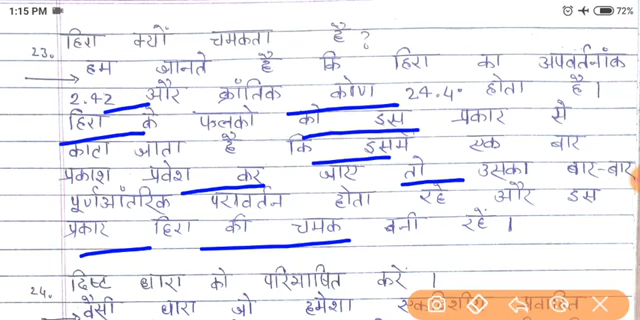 1:15 PM 72%
23. हिरा क्यों चमकता है?
हम जानते है कि हिरा का अपवर्तनांक
2.42 और क्राँतिक कोण 24.4° होता है।
हिरा के फलको को इस प्रकार से
काटा जाता है कि इसमें एक बार
प्रकाश प्रवेश कर जाए तो उसका बार-बार
पूर्णआंतरिक परावर्तन होता रहे और इस
प्रकार हिरा की चमक बनी रहें।
24. दिष्ट धारा को परिभाषित करें।
वैसी धारा जो हमेशा एक प्रवाहित